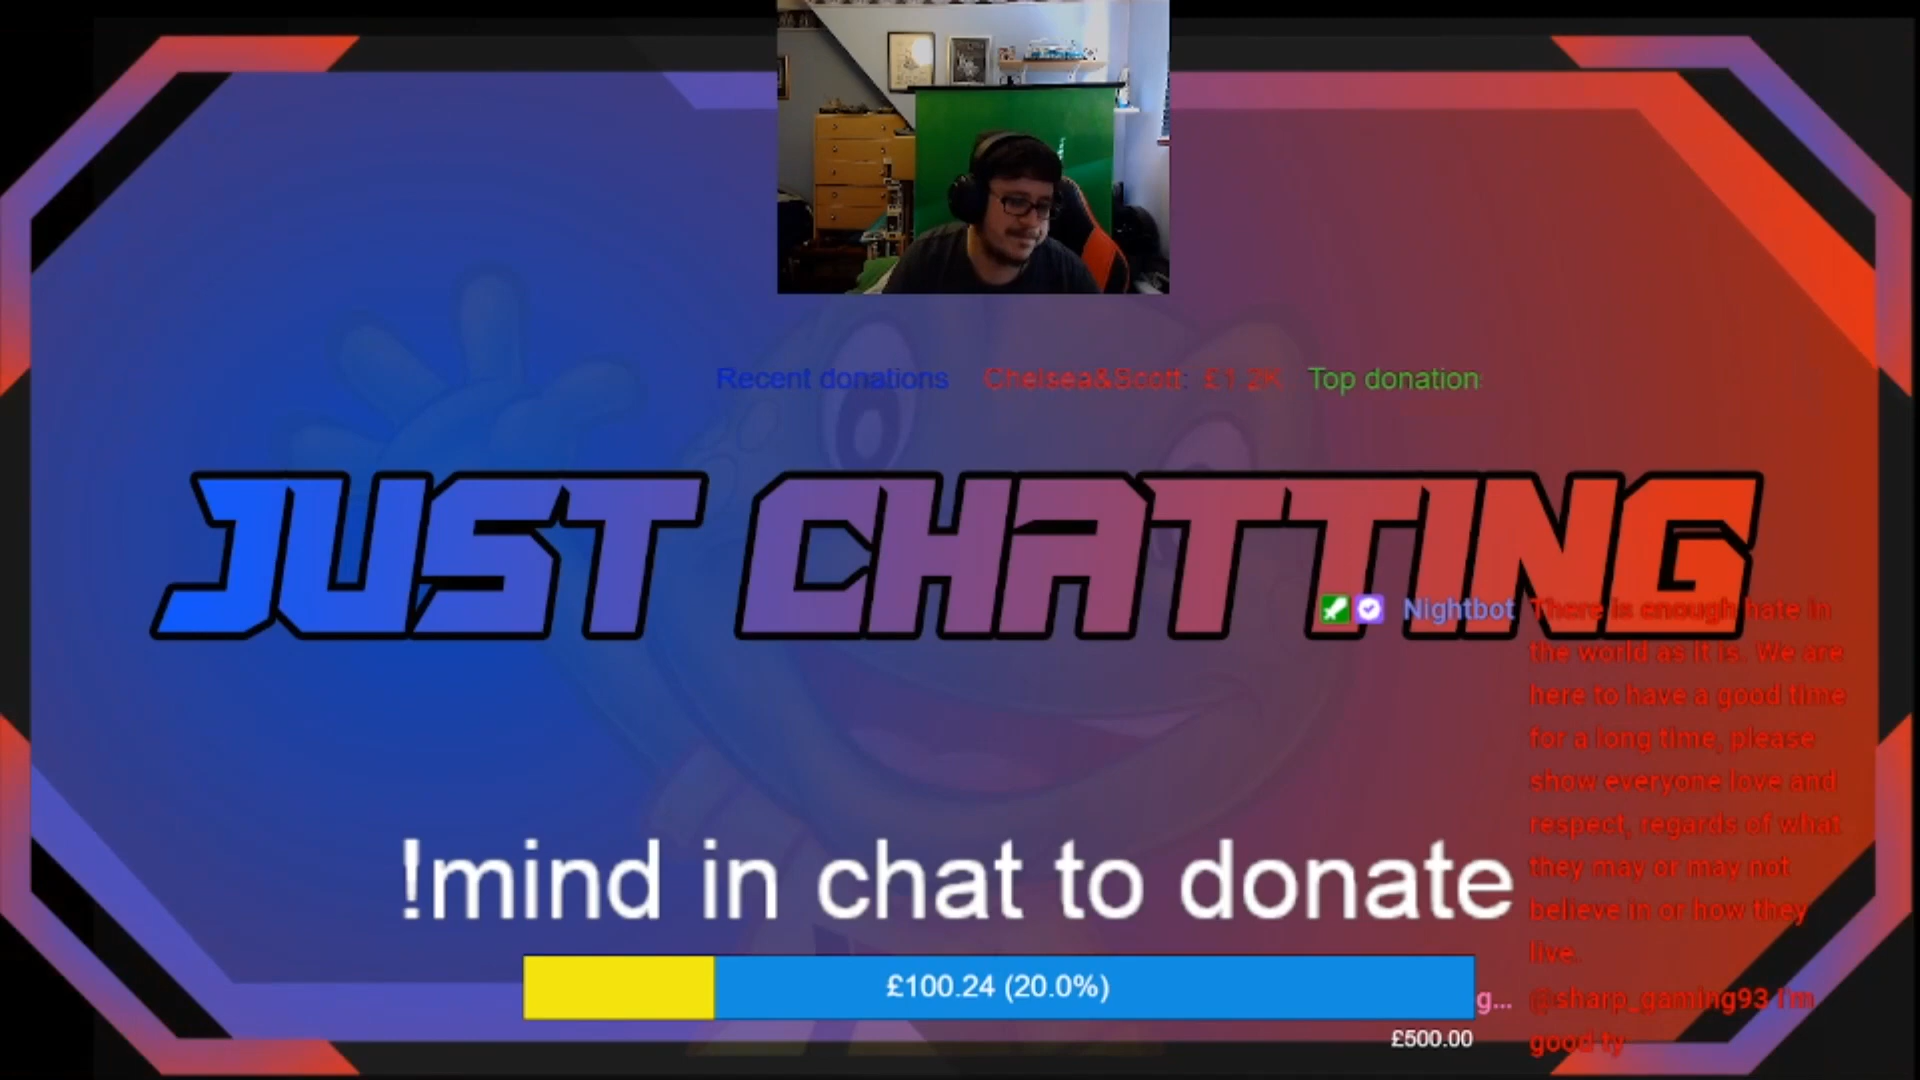 Recent donations Chelsea&Scott: £1.2K Top donation:
JUST CHATTING
Nightbot There is enough hate in
the world as it is. We are
here to have a good time
for a long time, please
show everyone love and
respect, regards of what
they may or may not
believe in or how they
live.
!mind in chat to donate
£100.24 (20.0%)
g... @sharp_gaming93 I'm
good ty
£500.00